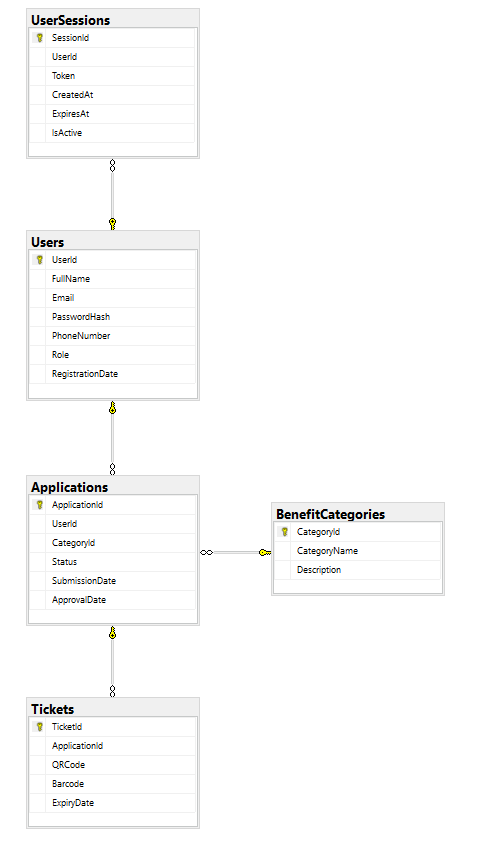 UserSessions
SessionId
UserId
Token
CreatedAt
ExpiresAt
IsActive
Users
UserId
FullName
Email
PasswordHash
PhoneNumber
Role
RegistrationDate
Applications
ApplicationId
UserId
CategoryId
Status
SubmissionDate
ApprovalDate
BenefitCategories
CategoryId
CategoryName
Description
Tickets
TicketId
ApplicationId
QRCode
Barcode
ExpiryDate